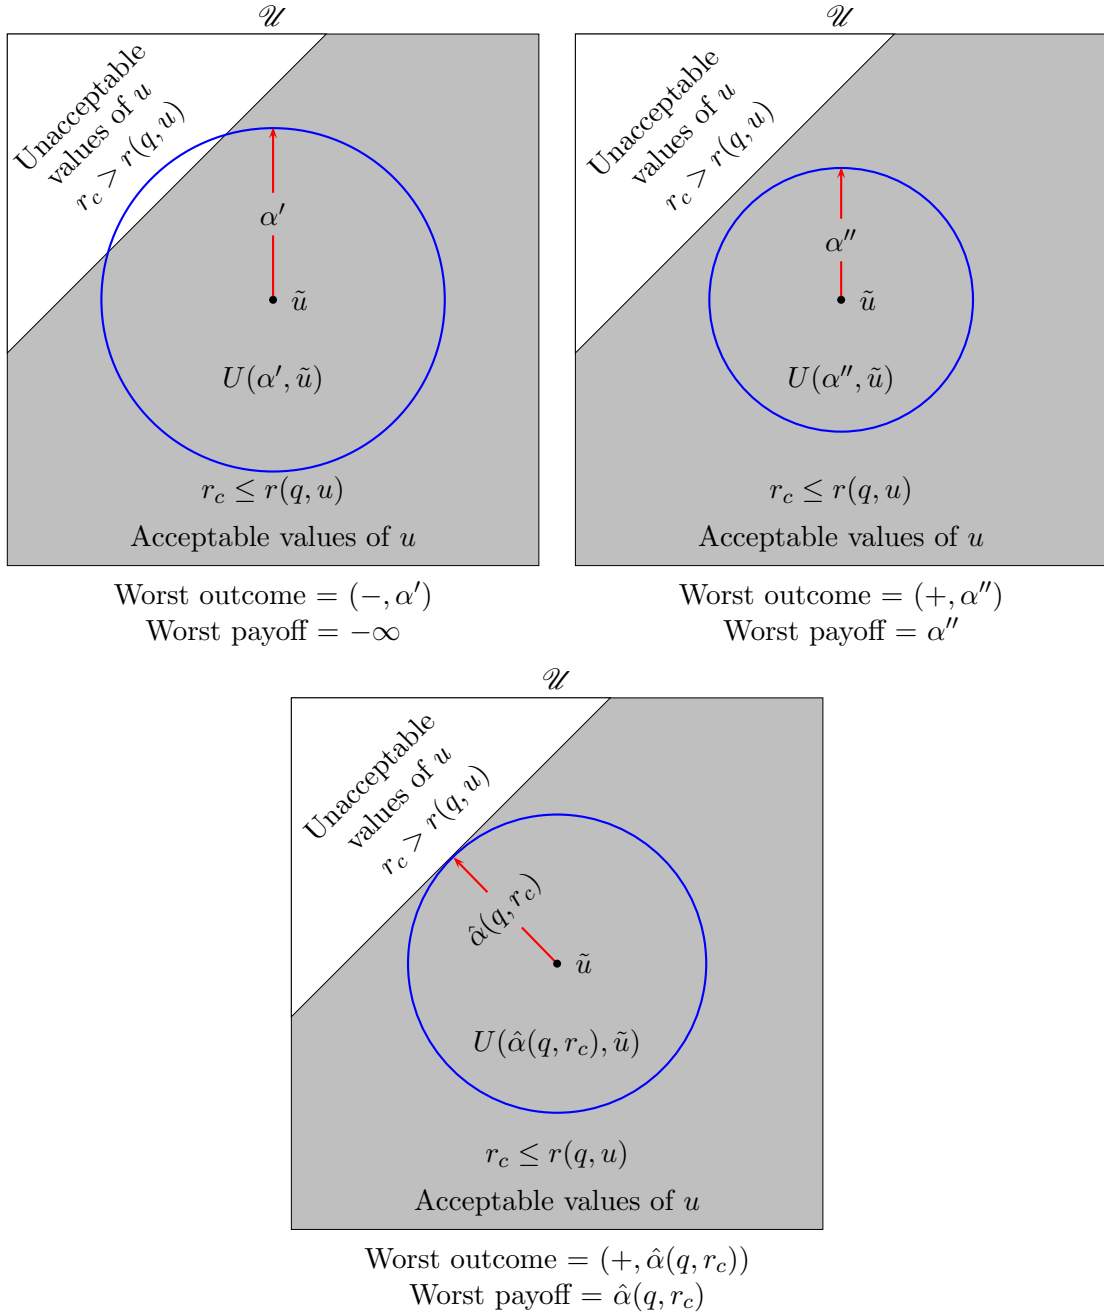 𝒰
Unacceptable
values of u
r_c > r(q, u)
α′
ũ
U(α′, ũ)
r_c ≤ r(q, u)
Acceptable values of u
Worst outcome = (−, α′)
Worst payoff = −∞
𝒰
Unacceptable
values of u
r_c > r(q, u)
α′′
ũ
U(α′′, ũ)
r_c ≤ r(q, u)
Acceptable values of u
Worst outcome = (+, α′′)
Worst payoff = α′′
𝒰
Unacceptable
values of u
r_c > r(q, u)
α̂(q, r_c)
ũ
U(α̂(q, r_c), ũ)
r_c ≤ r(q, u)
Acceptable values of u
Worst outcome = (+, α̂(q, r_c))
Worst payoff = α̂(q, r_c)